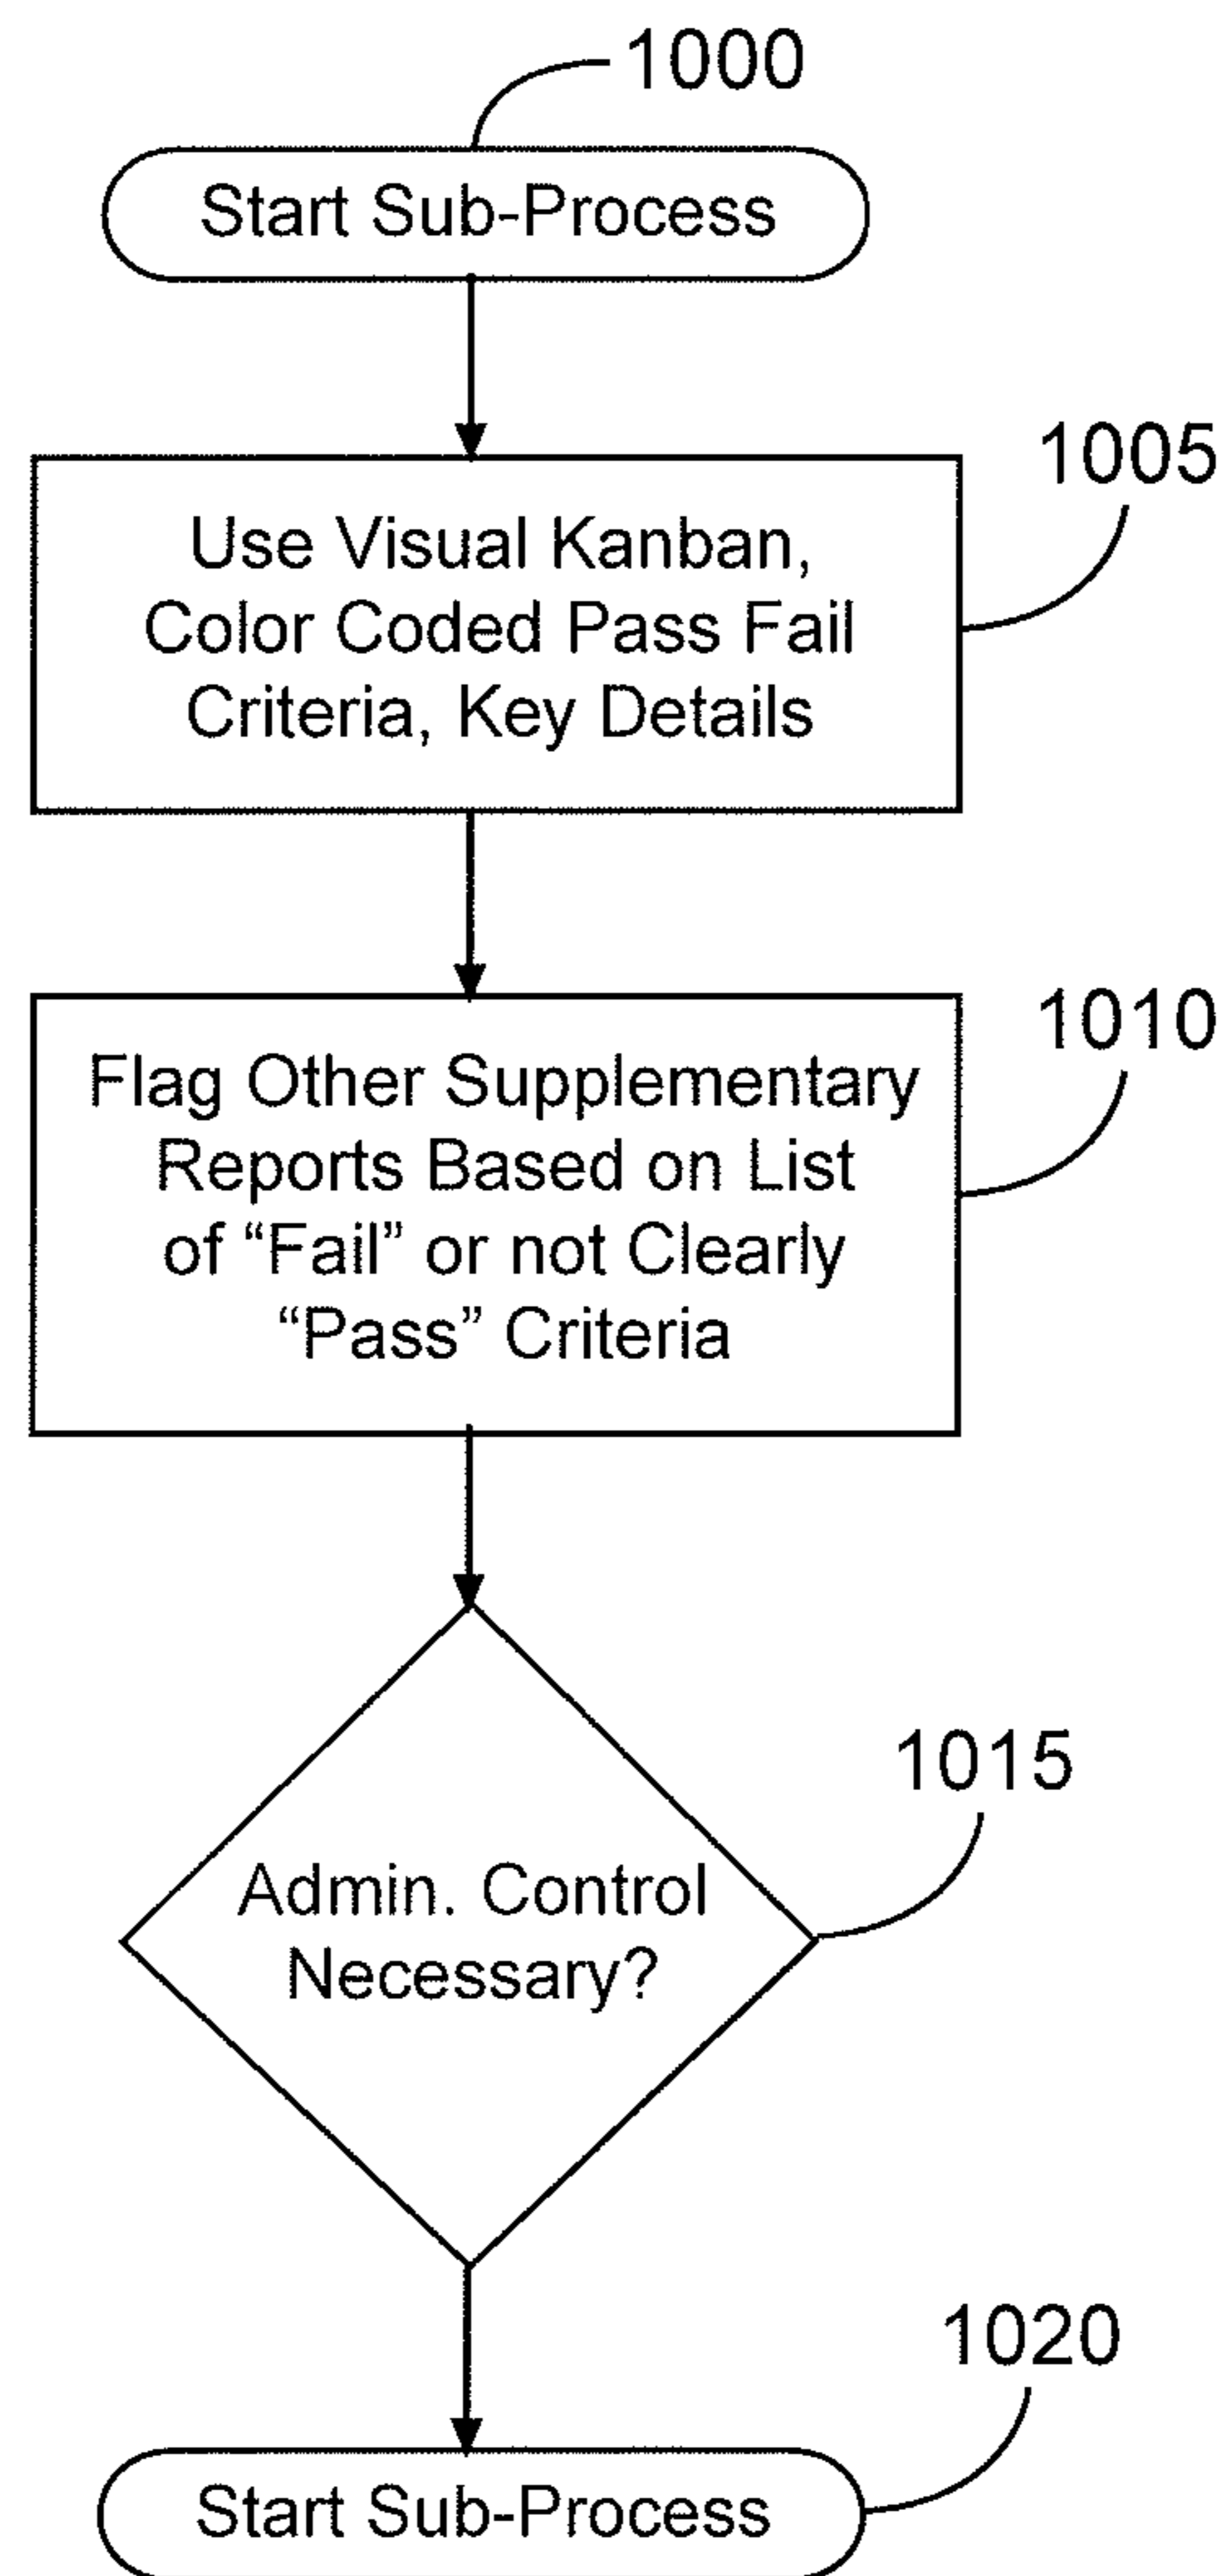 1000
Start Sub-Process
1005
Use Visual Kanban,
Color Coded Pass Fail
Criteria, Key Details
1010
Flag Other Supplementary
Reports Based on List
of “Fail” or not Clearly
“Pass” Criteria
1015
Admin. Control
Necessary?
1020
Start Sub-Process